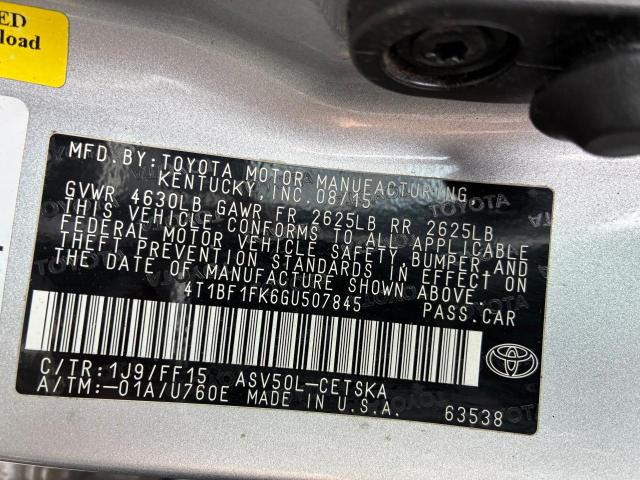 ED
load
MFD.BY:TOYOTA MOTOR MANUFACTURING,
KENTUCKY,INC.08/15
GVWR 4630LB GAWR FR 2625LB RR 2625LB
THIS VEHICLE CONFORMS TO ALL APPLICABLE
FEDERAL MOTOR VEHICLE SAFETY,BUMPER AND
THEFT PREVENTION STANDARDS IN EFFECT ON
THE DATE OF MANUFACTURE SHOWN ABOVE.
4T1BF1FK6GU507845 PASS.CAR
C/TR:1J9/FF15 ASV50L-CETSKA
A/TM:-01A/U760E MADE IN U.S.A. 63538